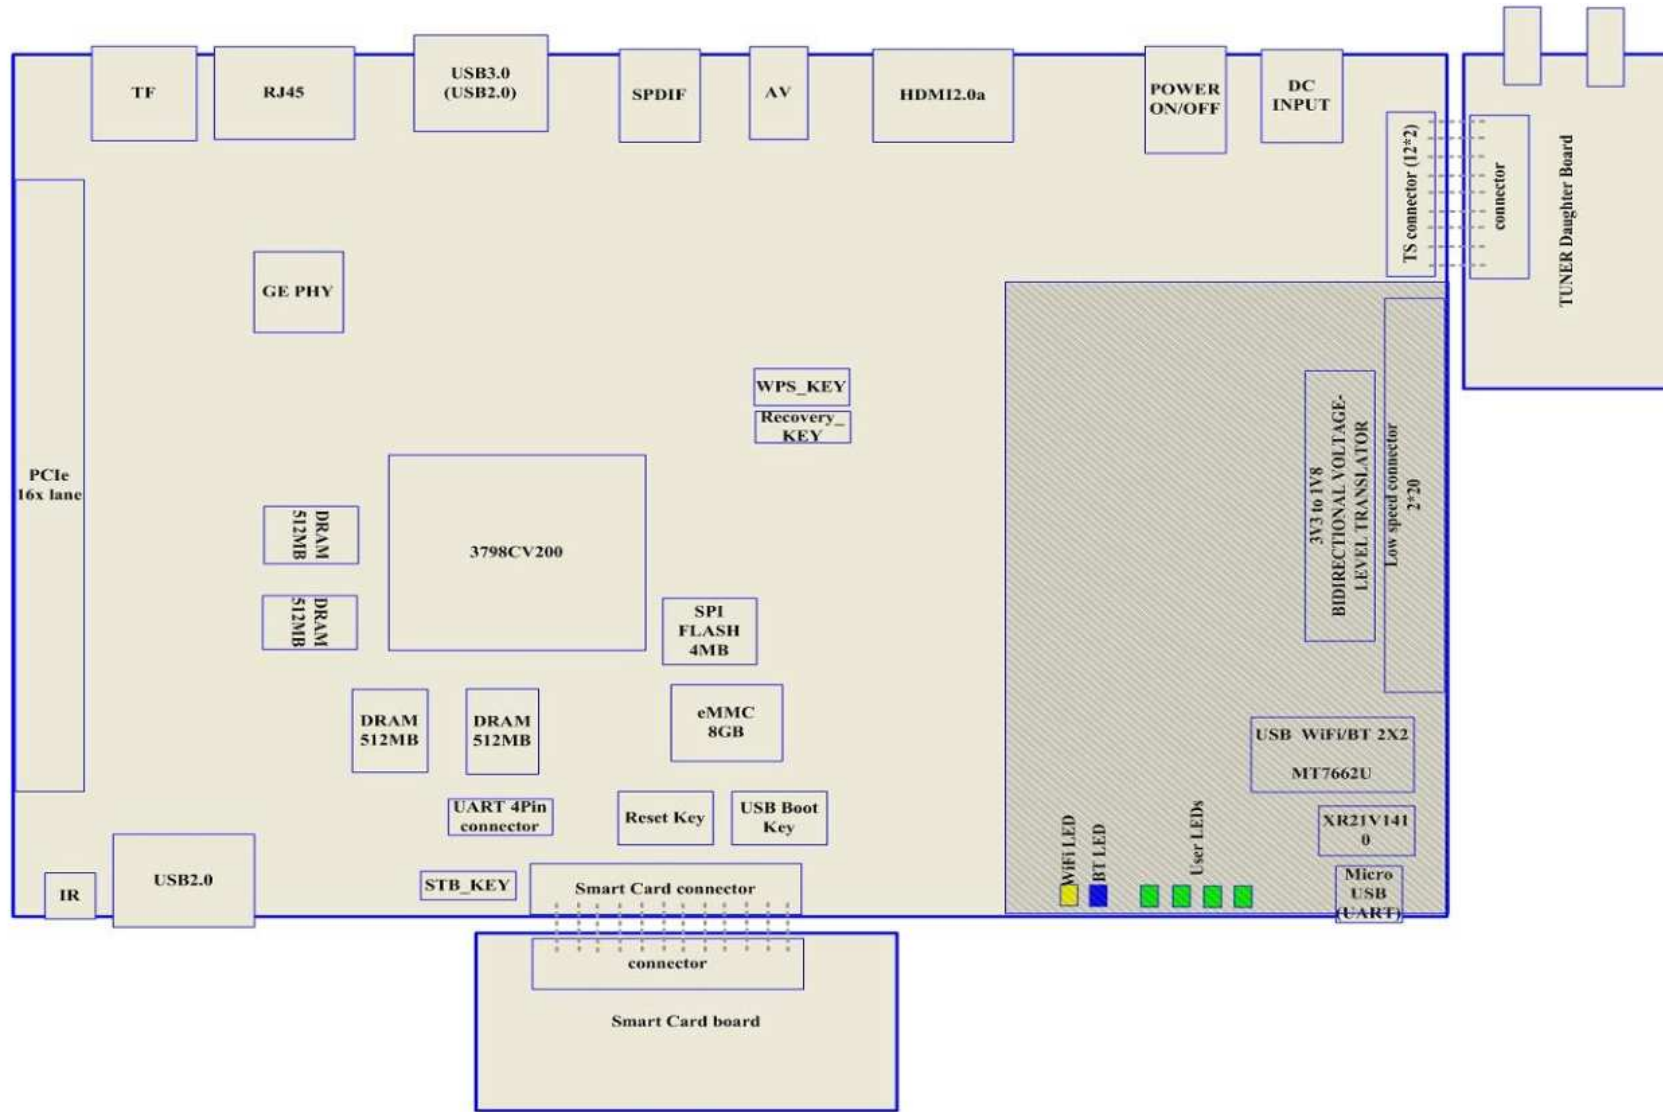 TF
RJ45
USB3.0
(USB2.0)
SPDIF
AV
HDMI2.0a
POWER
ON/OFF
DC
INPUT
TS connector (12*2)
connector
TUNER Daughter Board
GE PHY
WPS_KEY
Recovery_
KEY
PCIe
16x lane
DRAM
512MB
3798CV200
DRAM
512MB
SPI
FLASH
4MB
3V3 to 1V8
BIDIRECTIONAL VOLTAGE-
LEVEL TRANSLATOR
Low speed connector
2*20
DRAM
512MB
DRAM
512MB
eMMC
8GB
USB WiFi/BT 2X2
MT7662U
UART 4Pin
connector
Reset Key
USB Boot
Key
XR21V141
0
WiFi LED
BT LED
User LEDs
IR
USB2.0
STB_KEY
Smart Card connector
Micro
USB
(UART)
connector
Smart Card board